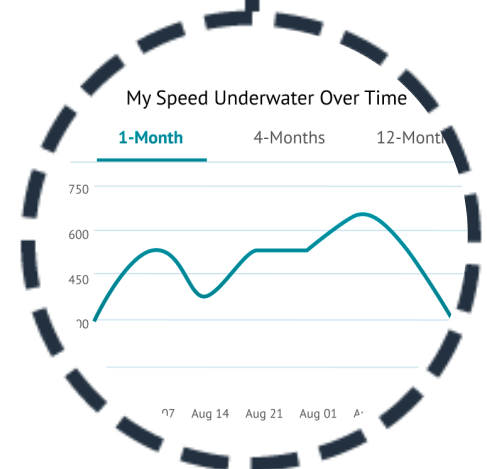 My Speed Underwater Over Time
1-Month 4-Months
750
600
450
Aug 14 Aug 21 Aug 01